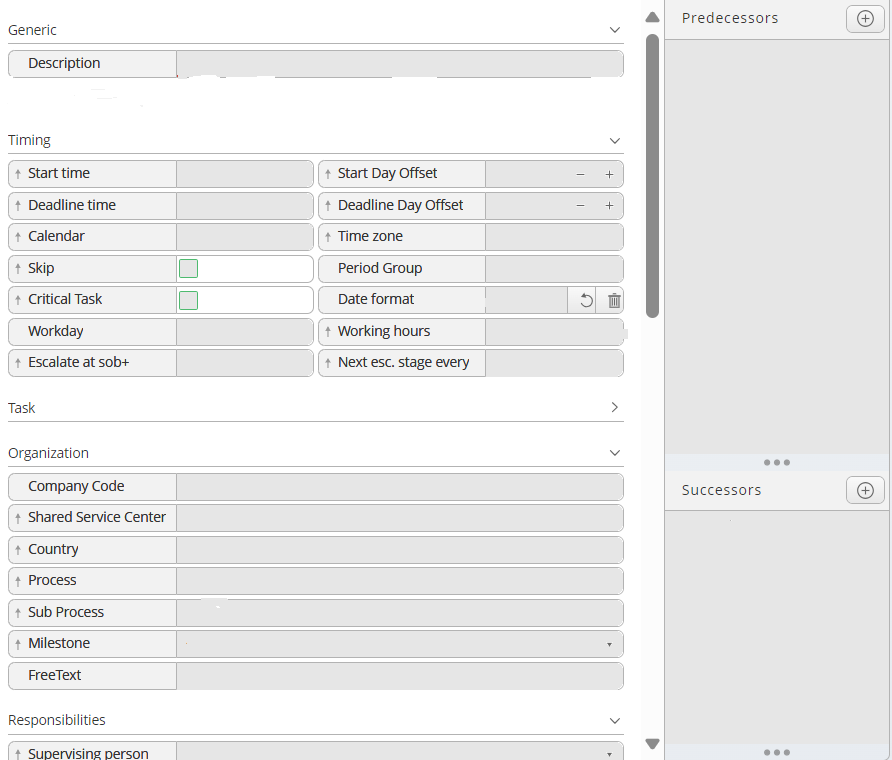 Generic
Description
Timing
Start time
Start Day Offset
− +
Deadline time
Deadline Day Offset
− +
Calendar
Time zone
Skip
Period Group
Critical Task
Date format
Workday
Working hours
Escalate at sob+
Next esc. stage every
Task
Organization
Company Code
Shared Service Center
Country
Process
Sub Process
Milestone
FreeText
Responsibilities
Supervising person
Predecessors
Successors